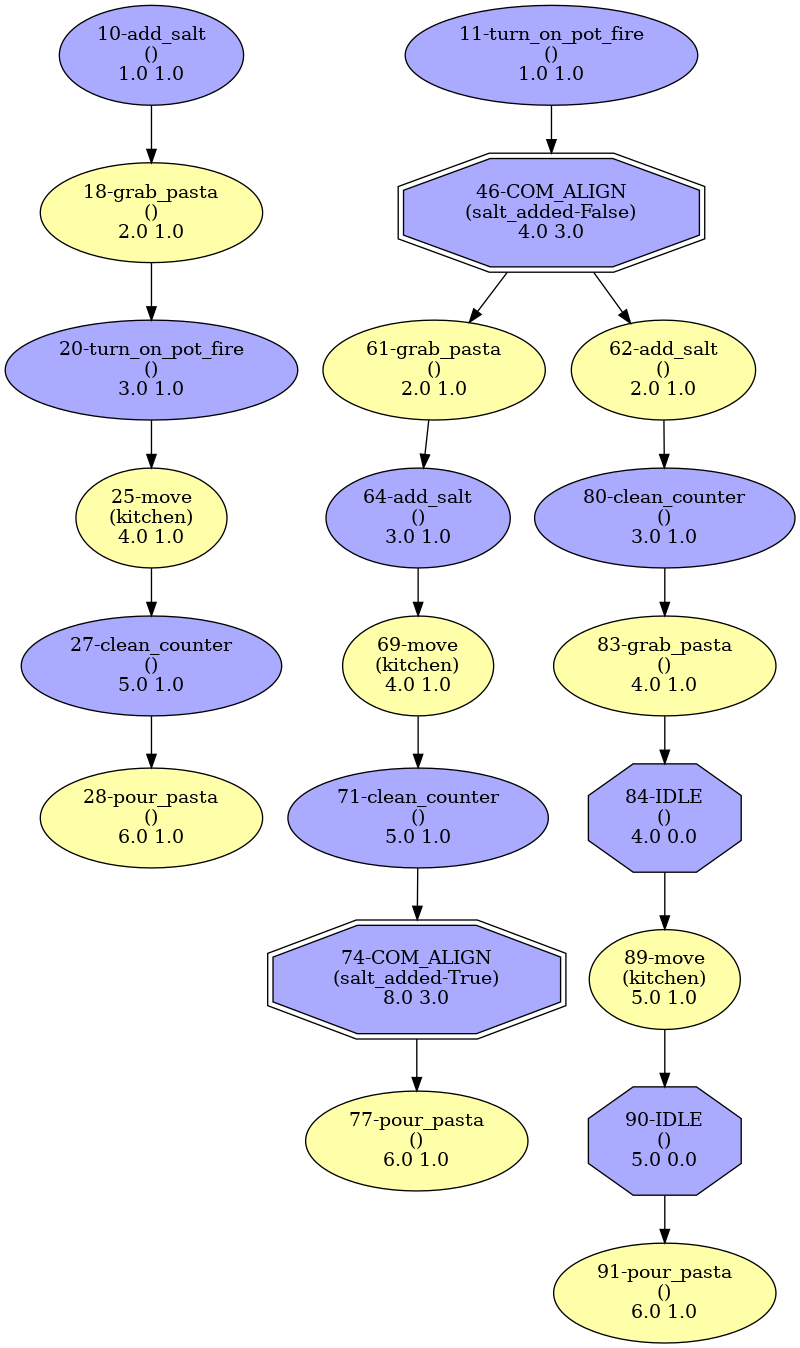 10-add_salt
()
1.0 1.0
11-turn_on_pot_fire
()
1.0 1.0
18-grab_pasta
()
2.0 1.0
46-COM_ALIGN
(salt_added-False)
4.0 3.0
20-turn_on_pot_fire
()
3.0 1.0
61-grab_pasta
()
2.0 1.0
62-add_salt
()
2.0 1.0
25-move
(kitchen)
4.0 1.0
64-add_salt
()
3.0 1.0
80-clean_counter
()
3.0 1.0
27-clean_counter
()
5.0 1.0
69-move
(kitchen)
4.0 1.0
83-grab_pasta
()
4.0 1.0
28-pour_pasta
()
6.0 1.0
71-clean_counter
()
5.0 1.0
84-IDLE
()
4.0 0.0
74-COM_ALIGN
(salt_added-True)
8.0 3.0
89-move
(kitchen)
5.0 1.0
77-pour_pasta
()
6.0 1.0
90-IDLE
()
5.0 0.0
91-pour_pasta
()
6.0 1.0